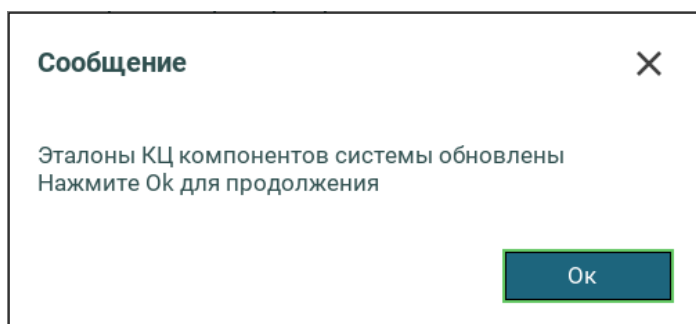 Сообщение
Эталоны КЦ компонентов системы обновлены
Нажмите Ok для продолжения
Ок